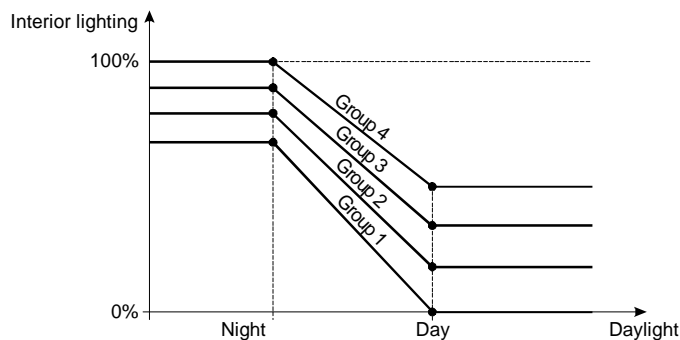 Interior lighting
100%
Group 4
Group 3
Group 2
Group 1
0%
Night
Day
Daylight